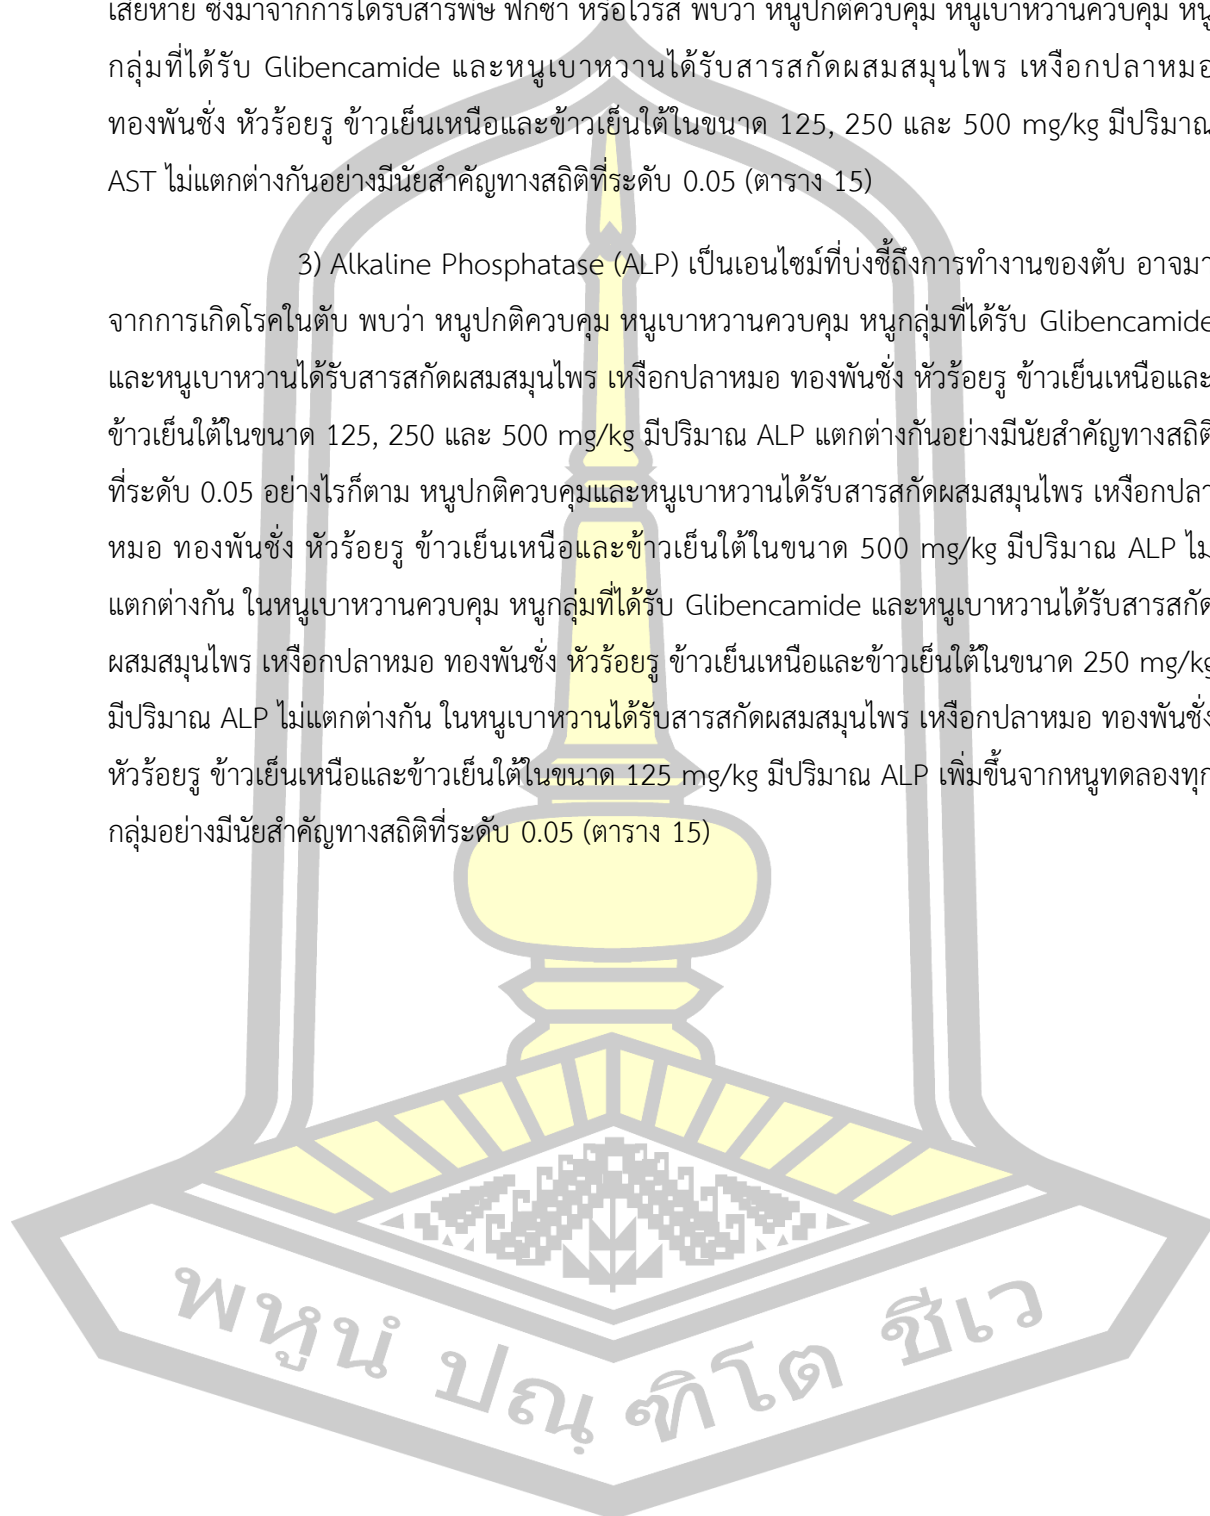 เสียหาย ซึ่งมาจากการได้รับสารพิษ ฟกช้ำ หรือไวรัส พบว่า หนูปกติควบคุม หนูเบาหวานควบคุม หนู
กลุ่มที่ได้รับ Glibencamide และหนูเบาหวานได้รับสารสกัดผสมสมุนไพร เหงือกปลาหมอ
ทองพันชั่ง หัวร้อยรู ข้าวเย็นเหนือและข้าวเย็นใต้ในขนาด 125, 250 และ 500 mg/kg มีปริมาณ
AST ไม่แตกต่างกันอย่างมีนัยสำคัญทางสถิติที่ระดับ 0.05 (ตาราง 15)
3) Alkaline Phosphatase (ALP) เป็นเอนไซม์ที่บ่งชี้ถึงการทำงานของตับ อาจมา
จากการเกิดโรคในตับ พบว่า หนูปกติควบคุม หนูเบาหวานควบคุม หนูกลุ่มที่ได้รับ Glibencamide
และหนูเบาหวานได้รับสารสกัดผสมสมุนไพร เหงือกปลาหมอ ทองพันชั่ง หัวร้อยรู ข้าวเย็นเหนือและ
ข้าวเย็นใต้ในขนาด 125, 250 และ 500 mg/kg มีปริมาณ ALP แตกต่างกันอย่างมีนัยสำคัญทางสถิติ
ที่ระดับ 0.05 อย่างไรก็ตาม หนูปกติควบคุมและหนูเบาหวานได้รับสารสกัดผสมสมุนไพร เหงือกปลา
หมอ ทองพันชั่ง หัวร้อยรู ข้าวเย็นเหนือและข้าวเย็นใต้ในขนาด 500 mg/kg มีปริมาณ ALP ไม่
แตกต่างกัน ในหนูเบาหวานควบคุม หนูกลุ่มที่ได้รับ Glibencamide และหนูเบาหวานได้รับสารสกัด
ผสมสมุนไพร เหงือกปลาหมอ ทองพันชั่ง หัวร้อยรู ข้าวเย็นเหนือและข้าวเย็นใต้ในขนาด 250 mg/kg
มีปริมาณ ALP ไม่แตกต่างกัน ในหนูเบาหวานได้รับสารสกัดผสมสมุนไพร เหงือกปลาหมอ ทองพันชั่ง
หัวร้อยรู ข้าวเย็นเหนือและข้าวเย็นใต้ในขนาด 125 mg/kg มีปริมาณ ALP เพิ่มขึ้นจากหนูทดลองทุก
กลุ่มอย่างมีนัยสำคัญทางสถิติที่ระดับ 0.05 (ตาราง 15)
พหูนํ ปณฺฑิโต ชีเว